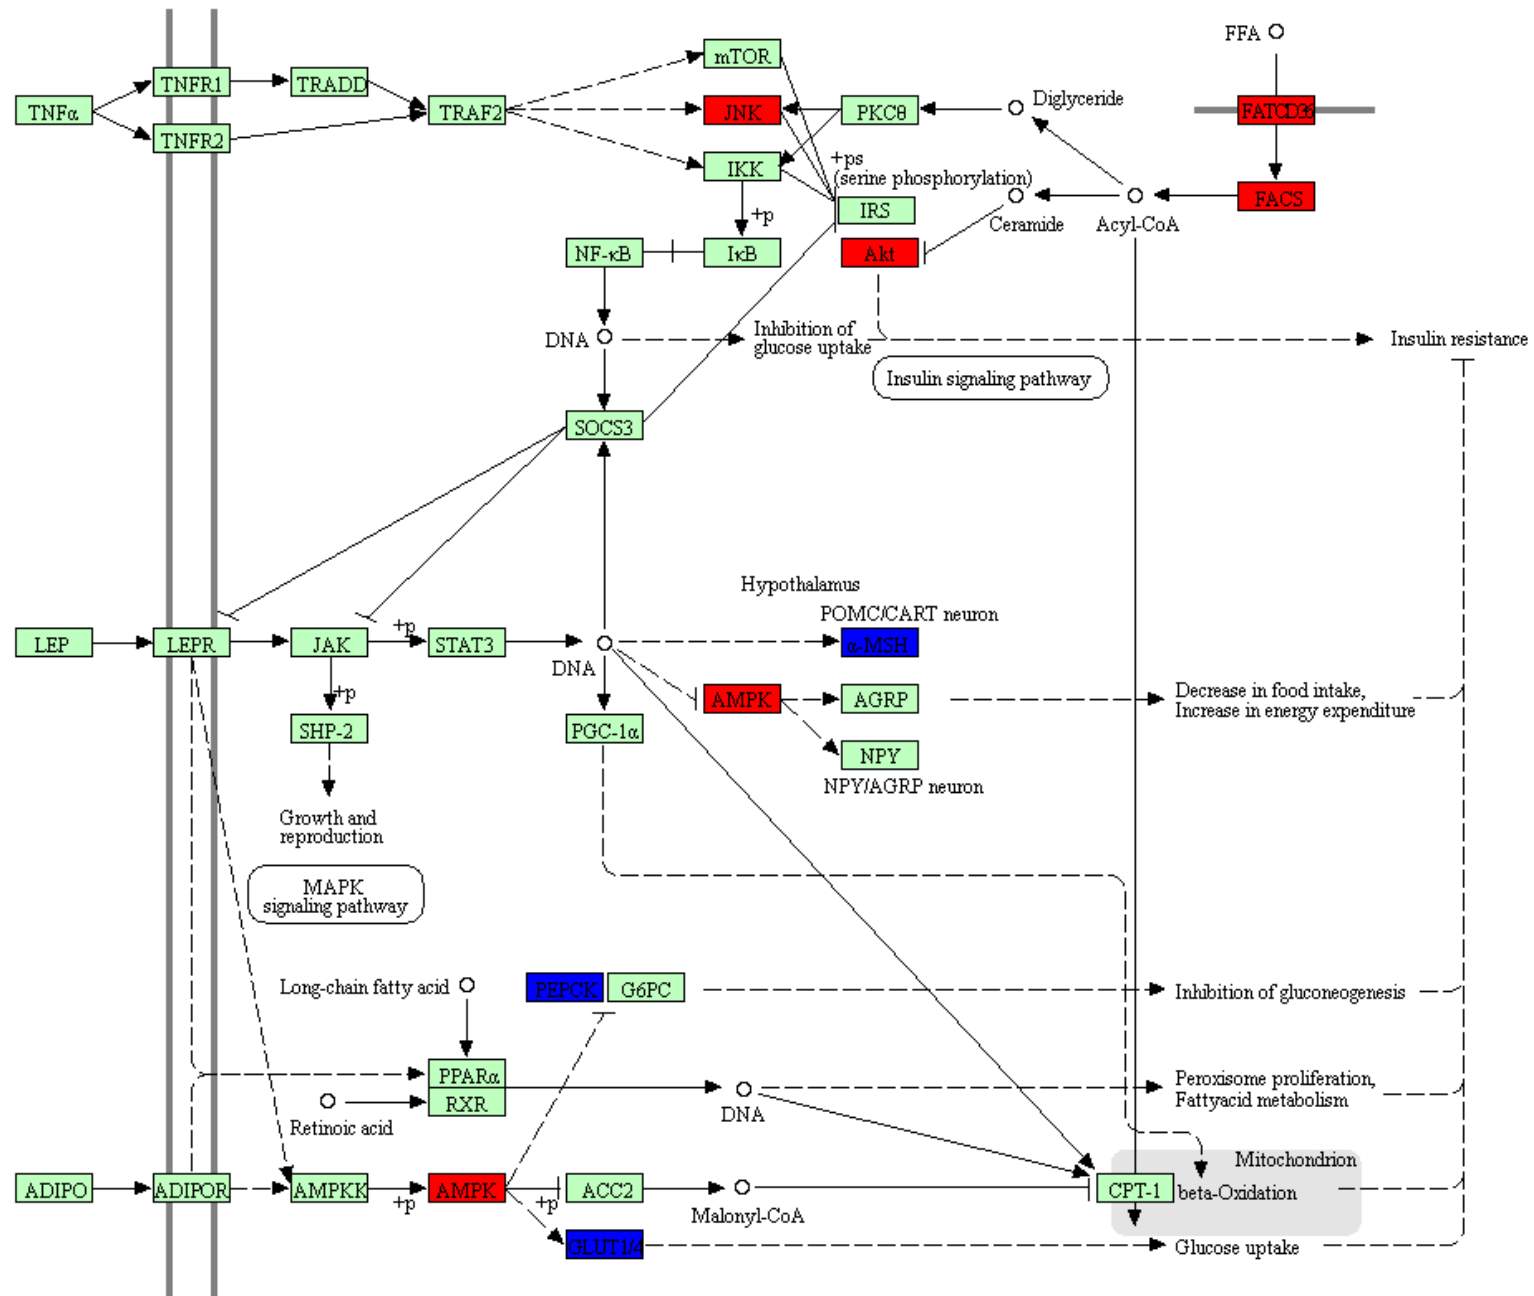 FFA
mTOR
TNFR1
TRADD
TNFα
TRAF2
JNK
PKCθ
Diglyceride
FATCD36
TNFR2
IKK
+ps
(serine phosphorylation)
+p
IRS
Ceramide
Acyl-CoA
FACS
NF-κB
IκB
Akt
DNA
Inhibition of
glucose uptake
Insulin resistance
Insulin signaling pathway
SOCS3
Hypothalamus
POMC/CART neuron
LEP
LEPR
JAK
+p
STAT3
DNA
α-MSH
+p
AMPK
AGRP
Decrease in food intake,
Increase in energy expenditure
SHP-2
PGC-1α
NPY
NPY/AGRP neuron
Growth and
reproduction
MAPK
signaling pathway
Long-chain fatty acid
PEPCK
G6PC
Inhibition of gluconeogenesis
PPARα
RXR
Retinoic acid
DNA
Peroxisome proliferation,
Fattyacid metabolism
Mitochondrion
ADIPO
ADIPOR
AMPKK
+p
AMPK
+p
ACC2
Malonyl-CoA
CPT-1
beta-Oxidation
GLUT1/4
Glucose uptake